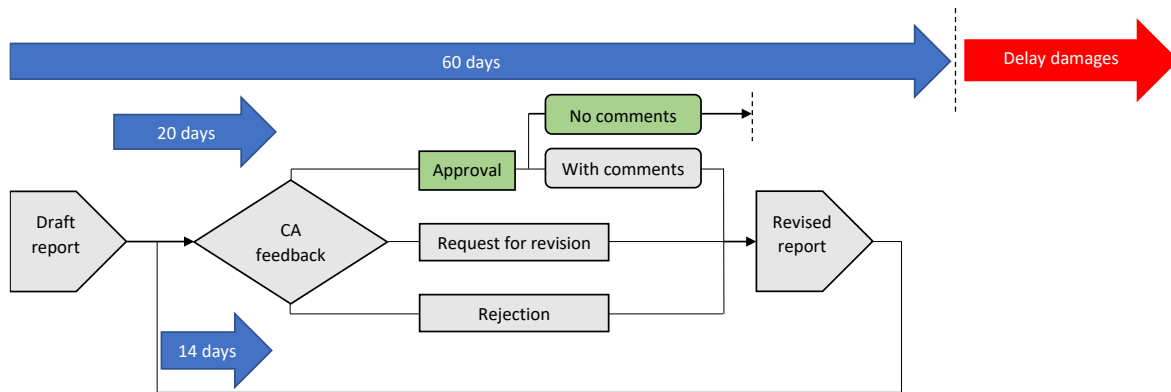 60 days
Delay damages
20 days
No comments
Approval
With comments
Draft
report
CA
feedback
Request for revision
Revised
report
Rejection
14 days